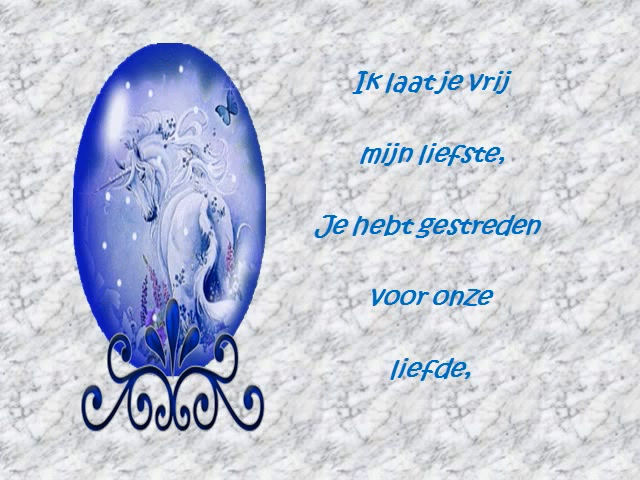 Ik laat je vrij
mijn liefste,
Je hebt gestreden
voor onze
liefde,